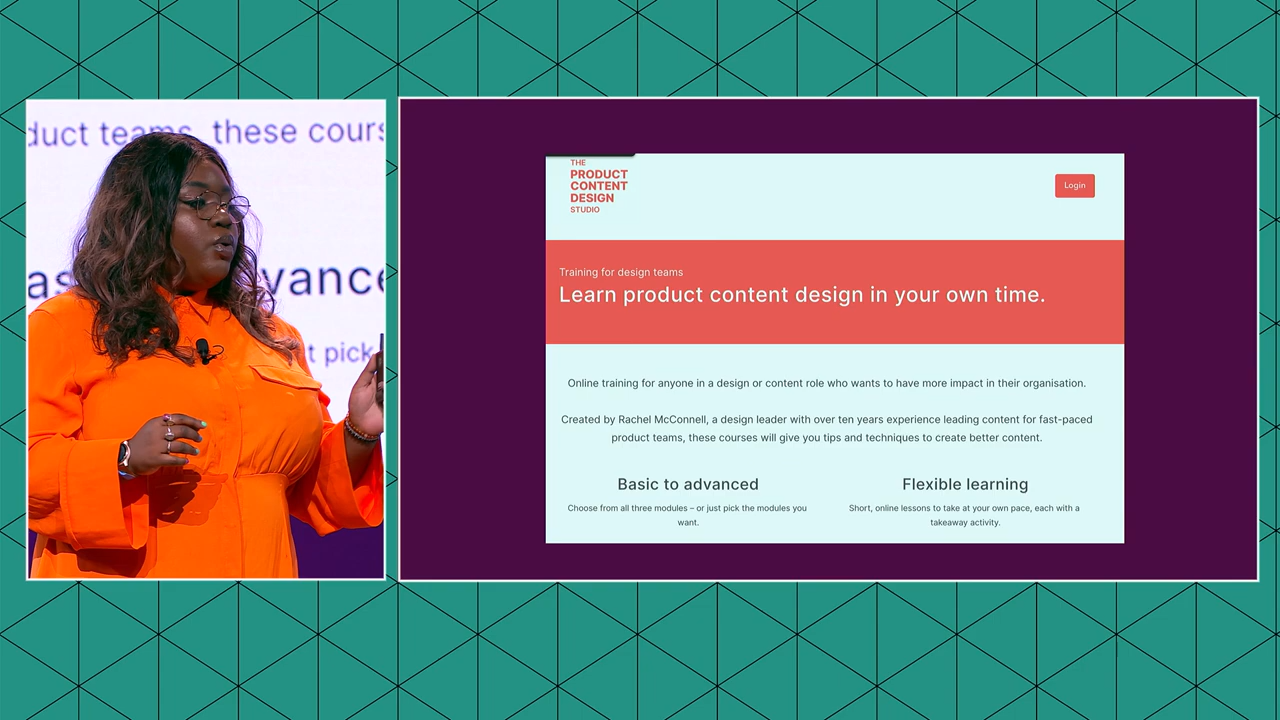 duct teams, these cours
vance
t pick
THE
PRODUCT
CONTENT
DESIGN
STUDIO
Login
Training for design teams
Learn product content design in your own time.
Online training for anyone in a design or content role who wants to have more impact in their organisation.
Created by Rachel McConnell, a design leader with over ten years experience leading content for fast-paced
product teams, these courses will give you tips and techniques to create better content.
Basic to advanced
Flexible learning
Choose from all three modules – or just pick the modules you
want.
Short, online lessons to take at your own pace, each with a
takeaway activity.